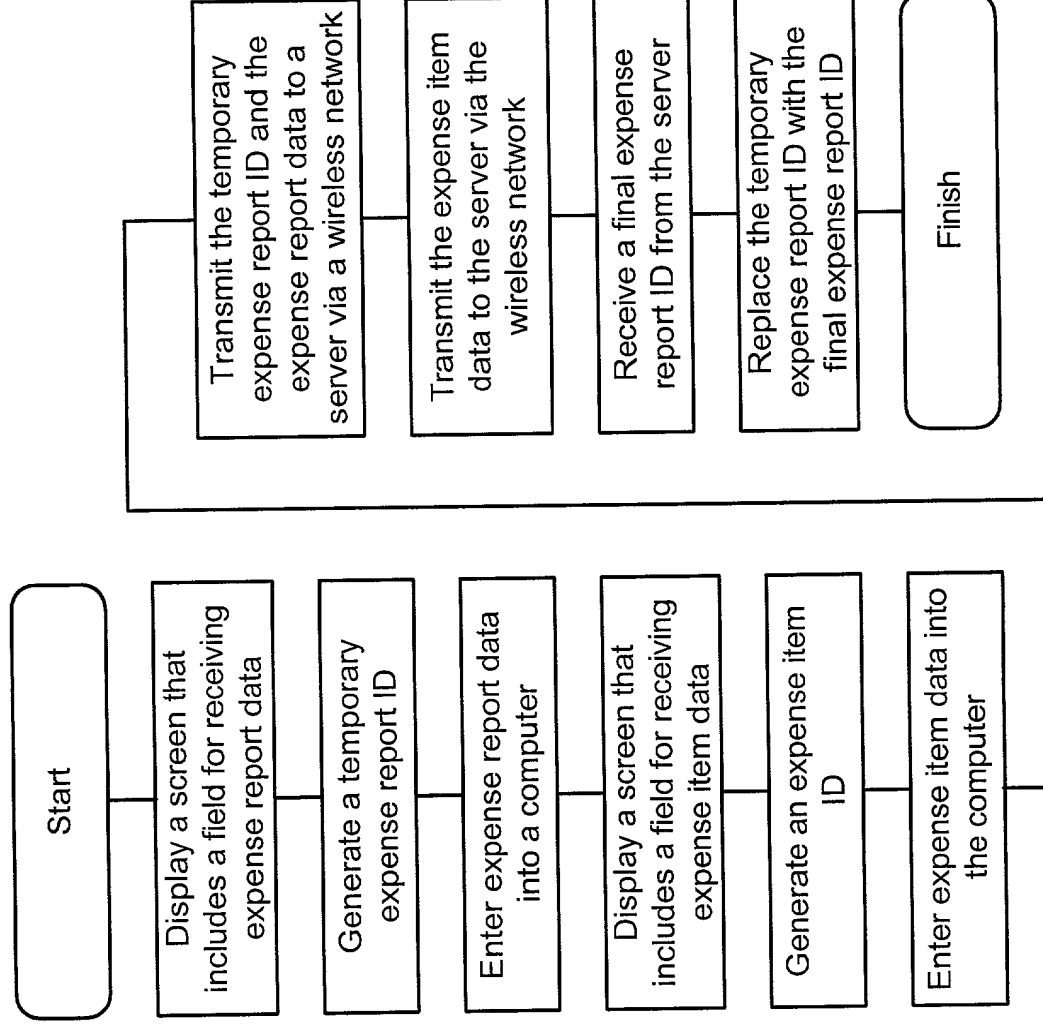 Start
Display a screen that
includes a field for receiving
expense report data
Generate a temporary
expense report ID
Enter expense report data
into a computer
Display a screen that
includes a field for receiving
expense item data
Generate an expense item
ID
Enter expense item data into
the computer
Transmit the temporary
expense report ID and the
expense report data to a
server via a wireless network
Transmit the expense item
data to the server via the
wireless network
Receive a final expense
report ID from the server
Replace the temporary
expense report ID with the
final expense report ID
Finish